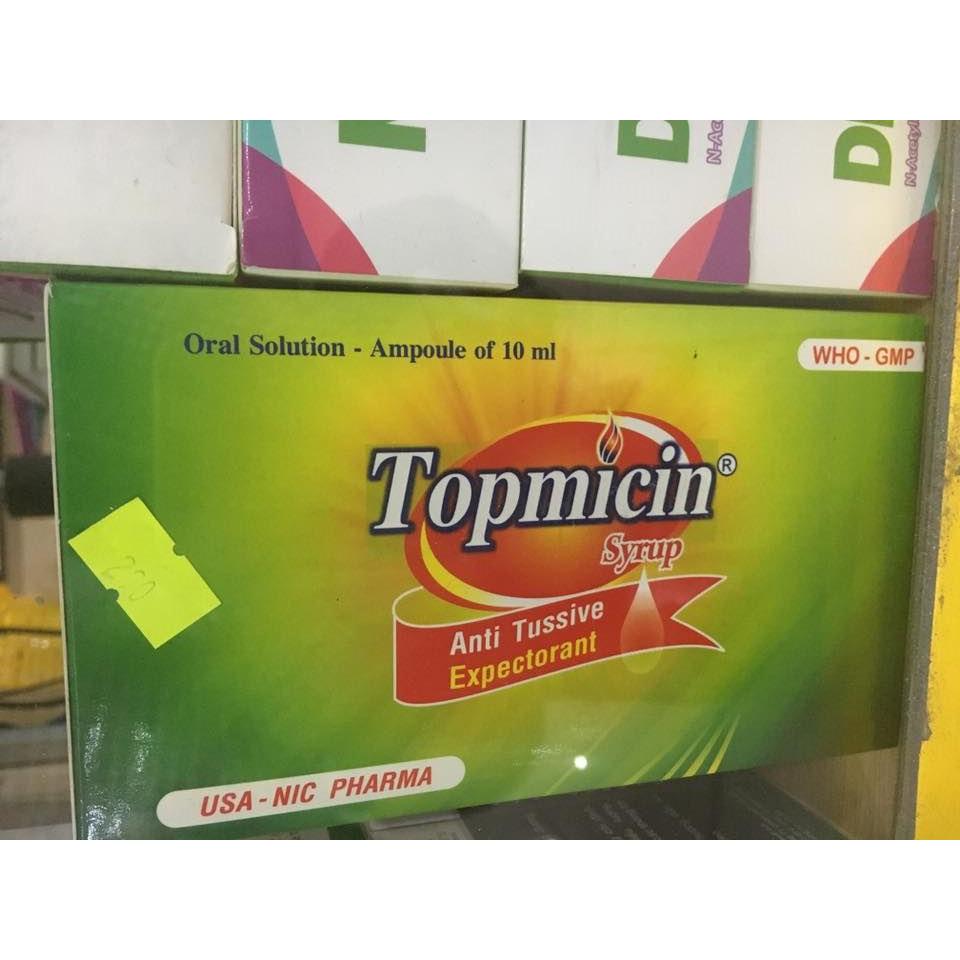 Oral Solution - Ampoule of 10 ml
WHO - GMP
Topmicin®
Syrup
Anti Tussive
Expectorant
USA - NIC PHARMA